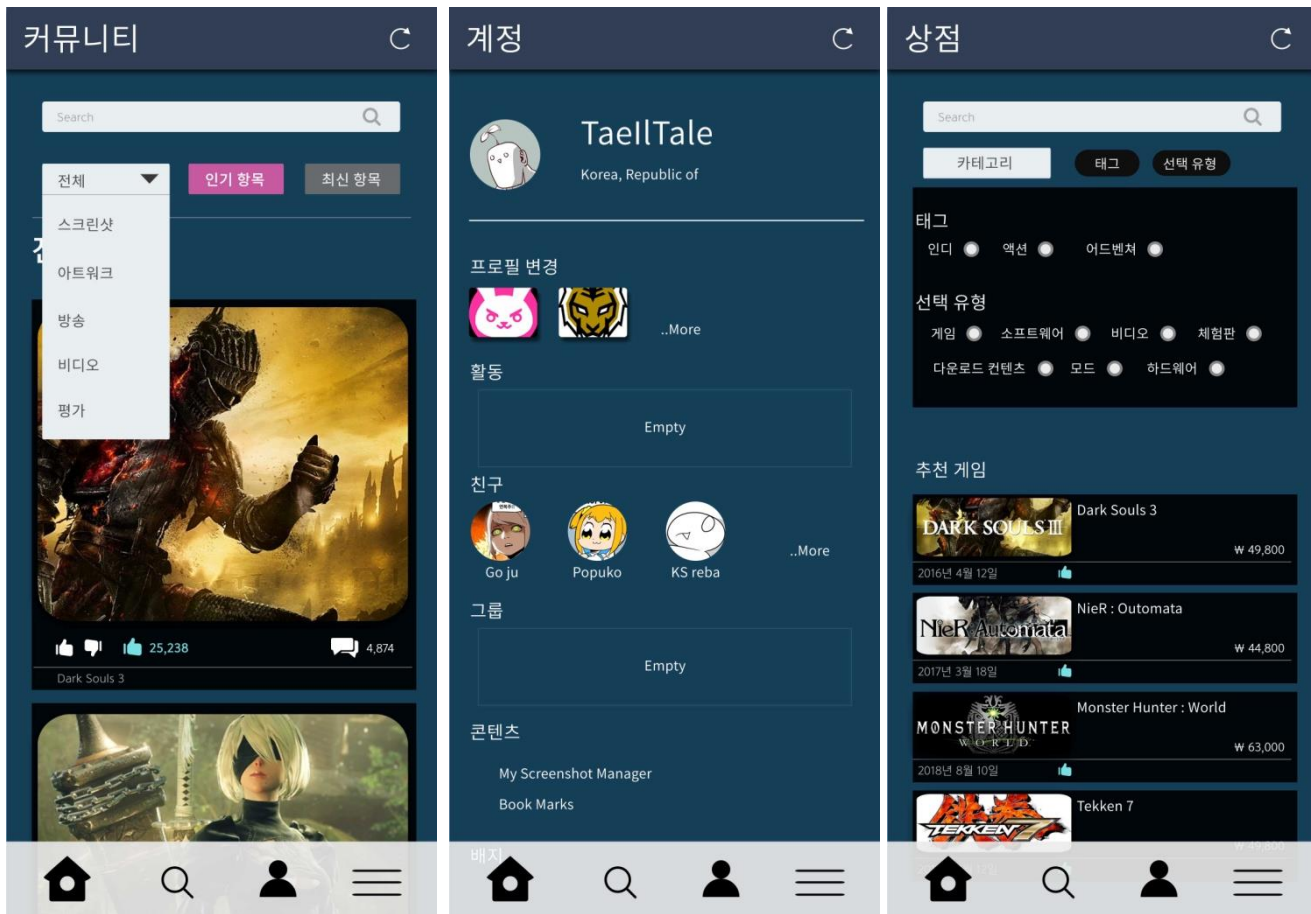 커뮤니티
Search
전체
인기 항목
최신 항목
스크린샷
아트워크
방송
비디오
평가
25,238
4,874
Dark Souls 3
계정
TaeIlTale
Korea, Republic of
프로필 변경
..More
활동
Empty
친구
Go ju
Popuko
KS reba
..More
그룹
Empty
콘텐츠
My Screenshot Manager
Book Marks
배지
상점
Search
카테고리
태그
선택 유형
태그
인디
액션
어드벤쳐
선택 유형
게임
소프트웨어
비디오
체험판
다운로드 컨텐츠
모드
하드웨어
추천 게임
DARK SOULS III
Dark Souls 3
₩ 49,800
2016년 4월 12일
NieR:Automata
NieR : Outomata
₩ 44,800
2017년 3월 18일
MONSTER HUNTER
WORLD
Monster Hunter : World
₩ 63,000
2018년 8월 10일
TEKKEN 7
Tekken 7
₩ 49,800